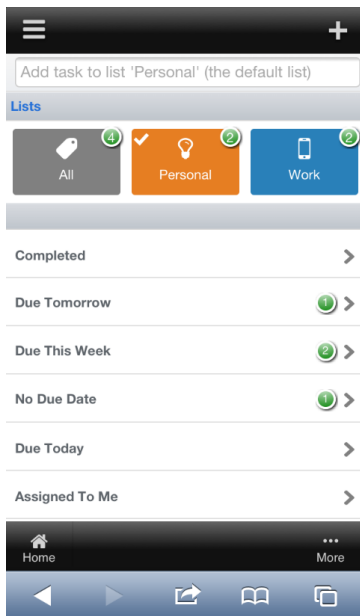 Add task to list 'Personal' (the default list)
Lists
4 2 2
All Personal Work
Completed
Due Tomorrow 1
Due This Week 2
No Due Date 1
Due Today
Assigned To Me
Home More